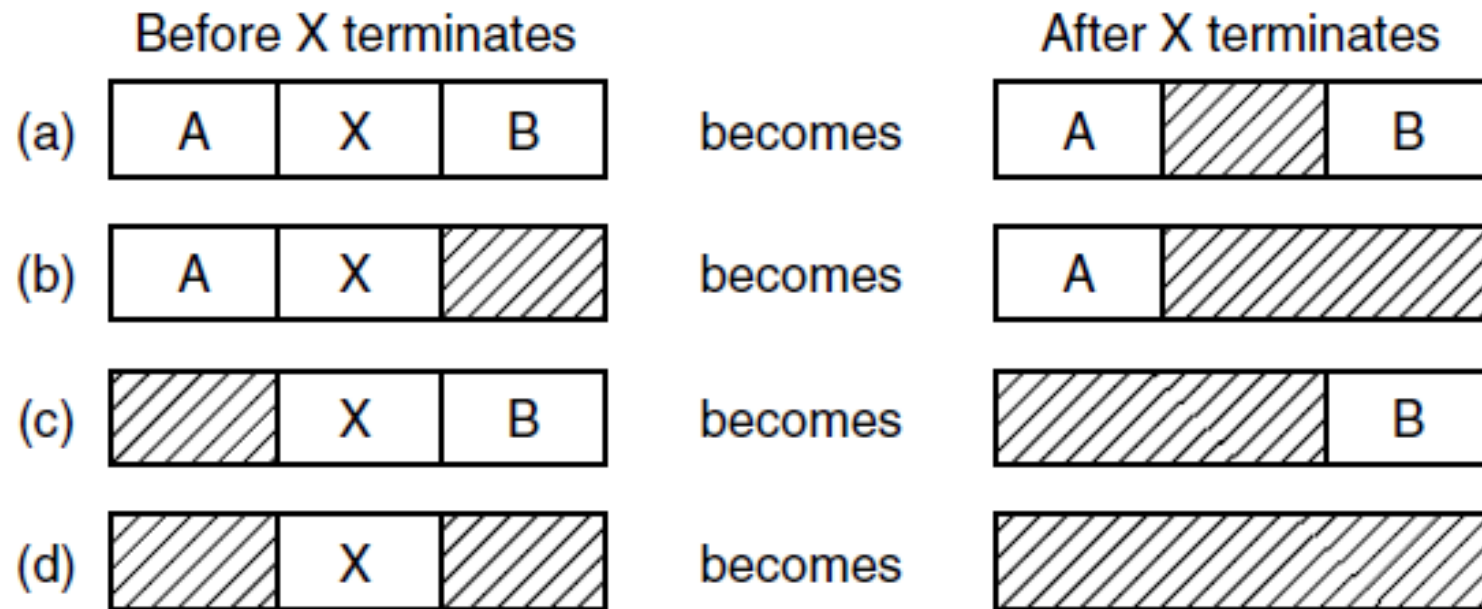 Before X terminates After X terminates
(a) A X B becomes A B
(b) A X becomes A
(c) X B becomes B
(d) X becomes